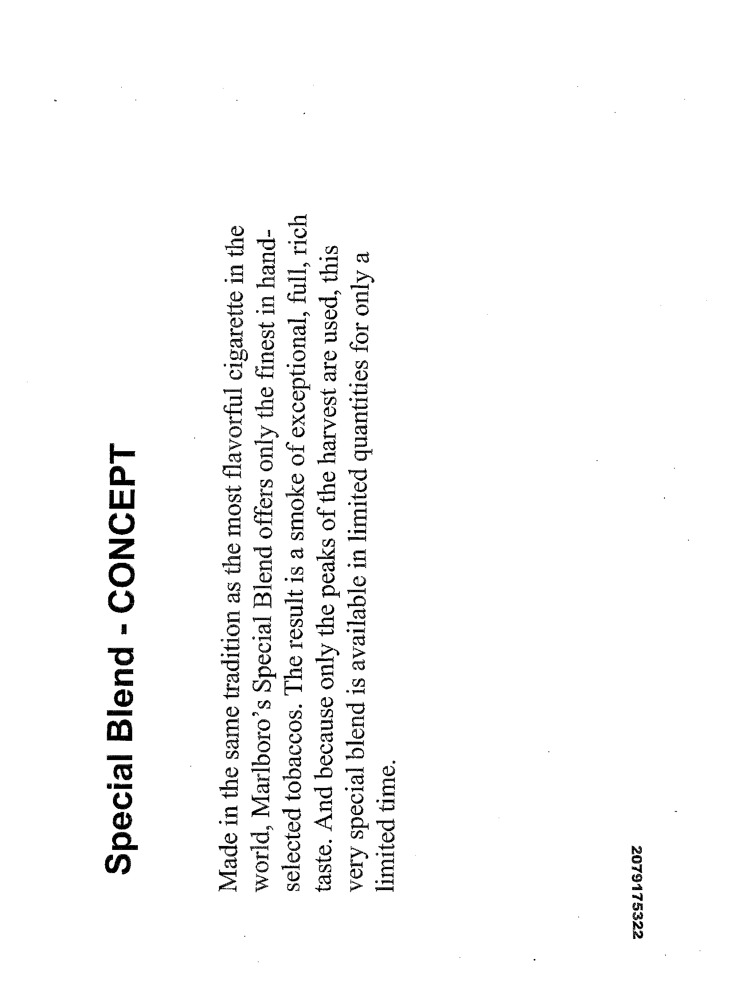 Special Blend - CONCEPT
Made in the same tradition as the most flavorful cigarette in the
world, Marlboro's Special Blend offers only the finest in hand-
selected tobaccos. The result is a smoke of exceptional, full, rich
taste. And because only the peaks of the harvest are used, this
very special blend is available in limited quantities for only a
limited time.
2079175322